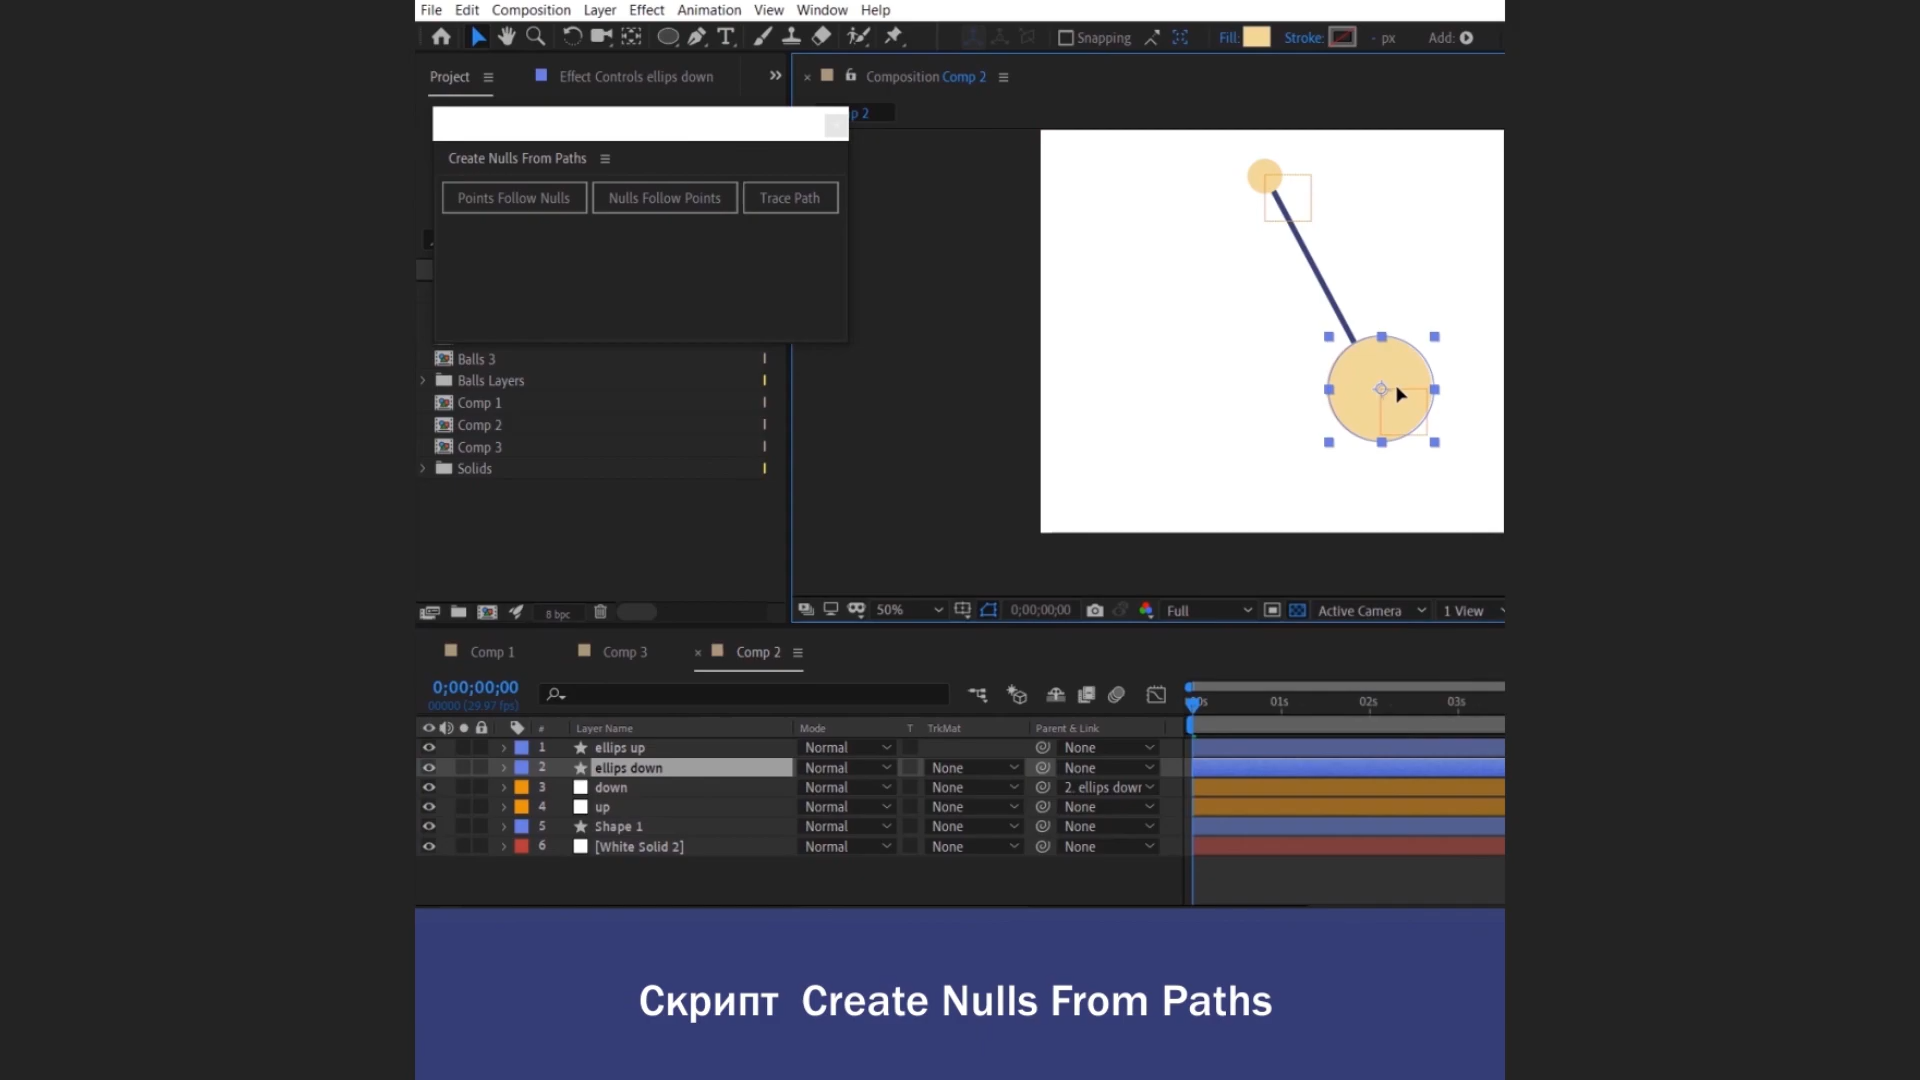 File Edit Composition Layer Effect Animation View Window Help
Snapping Fill: Stroke: - px Add:
Project Effect Controls ellips down
Composition Comp 2
p 2
Create Nulls From Paths
Points Follow Nulls Nulls Follow Points Trace Path
Balls 3
Balls Layers
Comp 1
Comp 2
Comp 3
Solids
8 bpc
50% 0;00;00;00 Full Active Camera 1 View
Comp 1 Comp 3 Comp 2
0;00;00;00
00000 (29.97 fps)
01s 02s 03s
# Layer Name Mode T TrkMat Parent & Link
1 ellips up Normal None
2 ellips down Normal None None
3 down Normal None 2. ellips dowr
4 up Normal None None
5 Shape 1 Normal None None
6 [White Solid 2] Normal None None
Скрипт Create Nulls From Paths